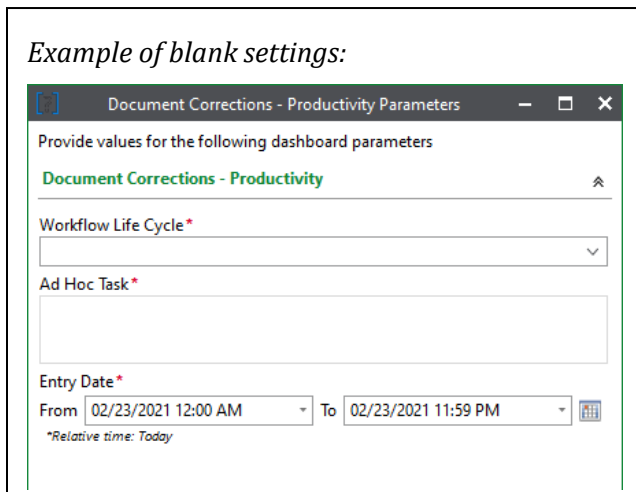 Example of blank settings:
Document Corrections - Productivity Parameters
Provide values for the following dashboard parameters
Document Corrections - Productivity
Workflow Life Cycle*
Ad Hoc Task*
Entry Date*
From 02/23/2021 12:00 AM To 02/23/2021 11:59 PM
*Relative time: Today